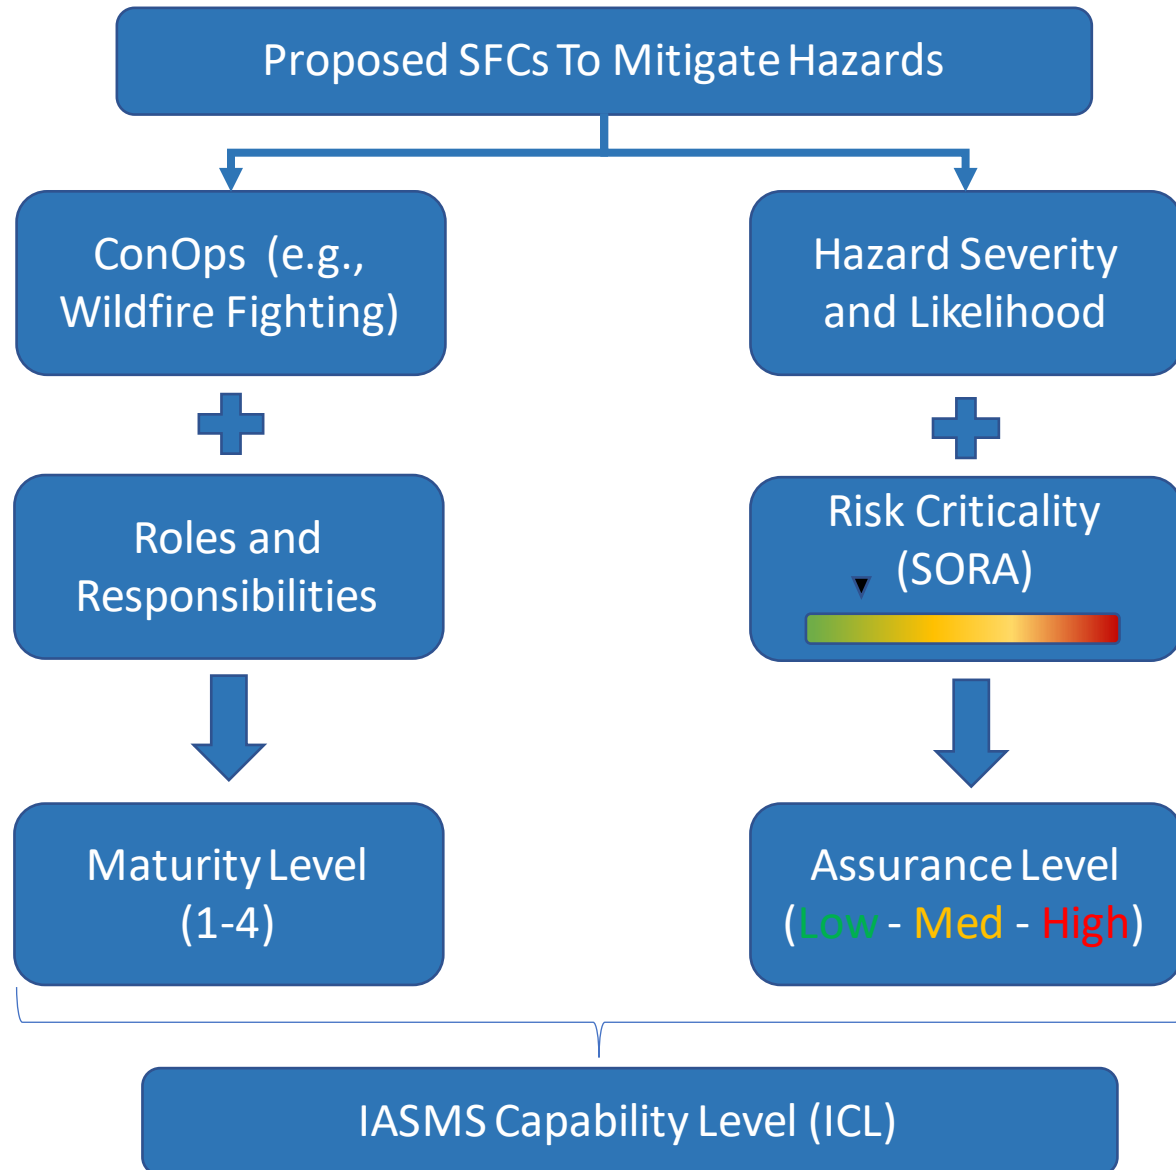 Proposed SFCs To Mitigate Hazards
ConOps (e.g.,
Wildfire Fighting)
Hazard Severity
and Likelihood
Roles and
Responsibilities
Risk Criticality
(SORA)
Maturity Level
(1-4)
Assurance Level
(Low - Med - High)
IASMS Capability Level (ICL)